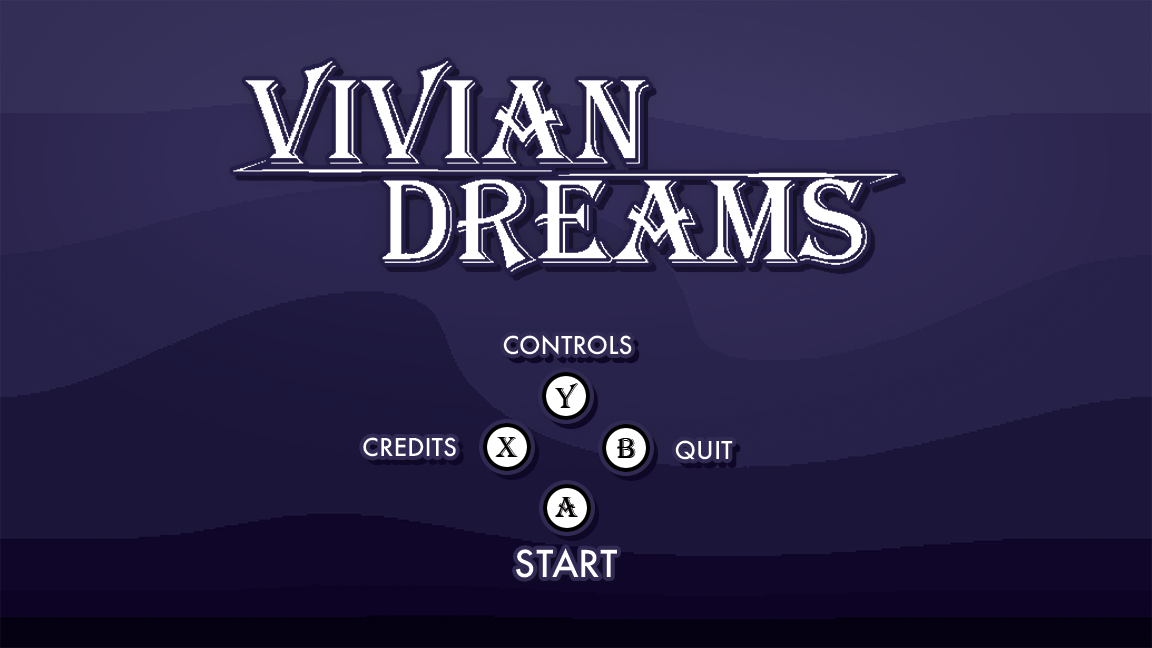 VIVIAN
DREAMS
CONTROLS
Y
CREDITS X B QUIT
A
START